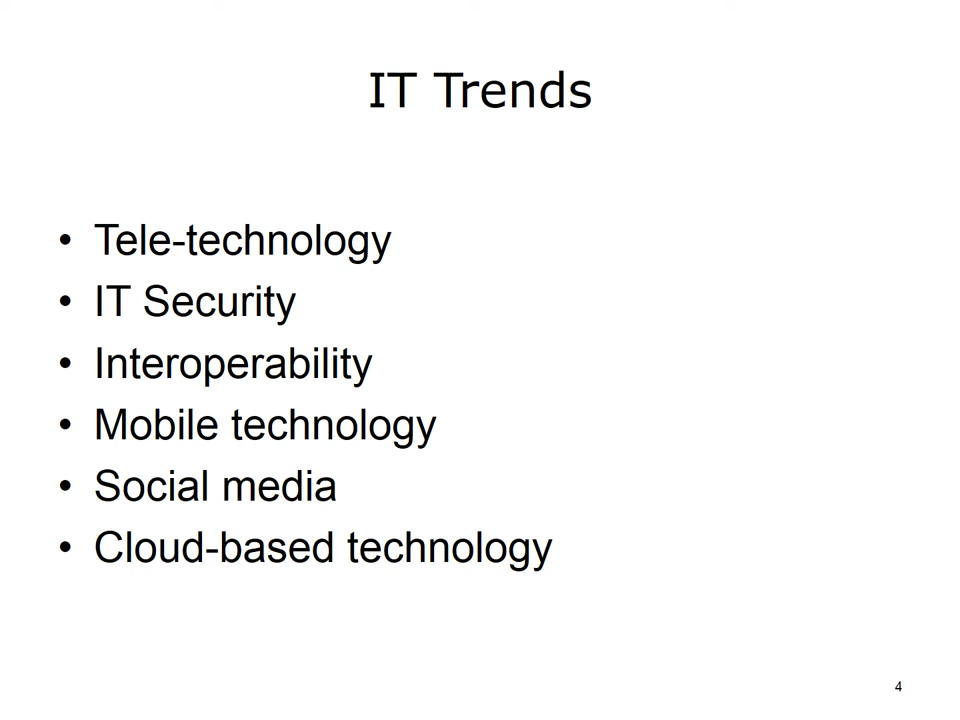 IT Trends
• Tele-technology
• IT Security
• Interoperability
• Mobile technology
• Social media
• Cloud-based technology
4